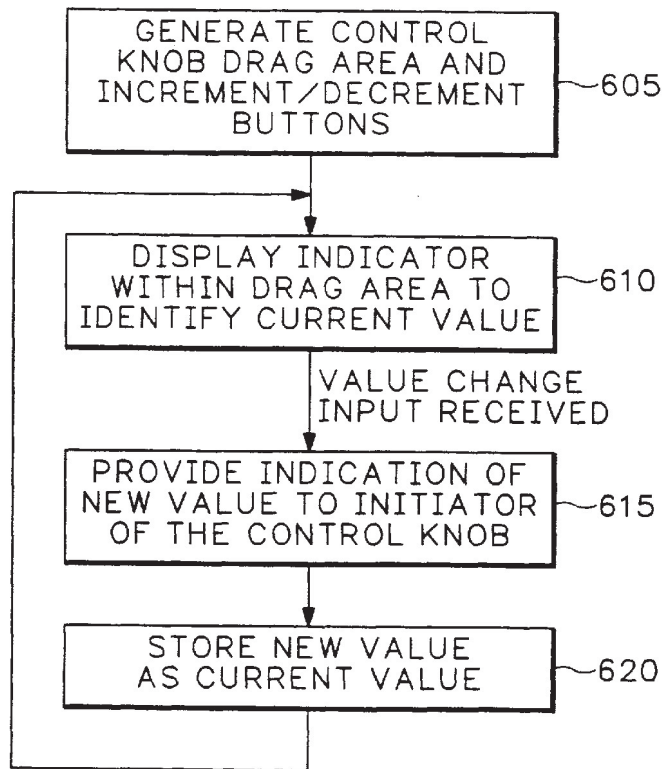 GENERATE CONTROL
KNOB DRAG AREA AND
INCREMENT/DECREMENT
BUTTONS
605
DISPLAY INDICATOR
WITHIN DRAG AREA TO
IDENTIFY CURRENT VALUE
610
VALUE CHANGE
INPUT RECEIVED
PROVIDE INDICATION OF
NEW VALUE TO INITIATOR
OF THE CONTROL KNOB
615
STORE NEW VALUE
AS CURRENT VALUE
620